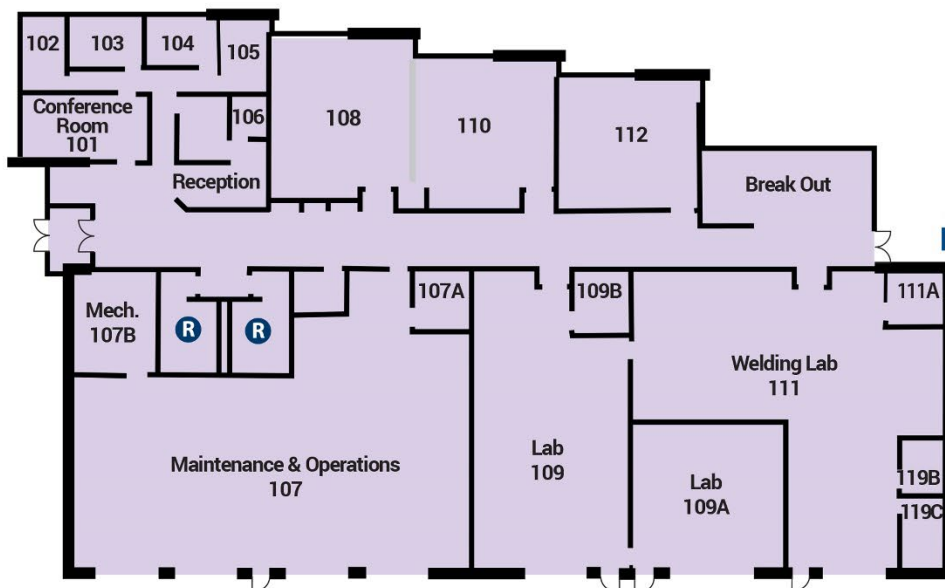 102
103
104
105
Conference
Room
101
106
108
110
112
Reception
Break Out
Mech.
107B
R
R
107A
109B
111A
Welding Lab
111
Maintenance & Operations
107
Lab
109
Lab
109A
119B
119C